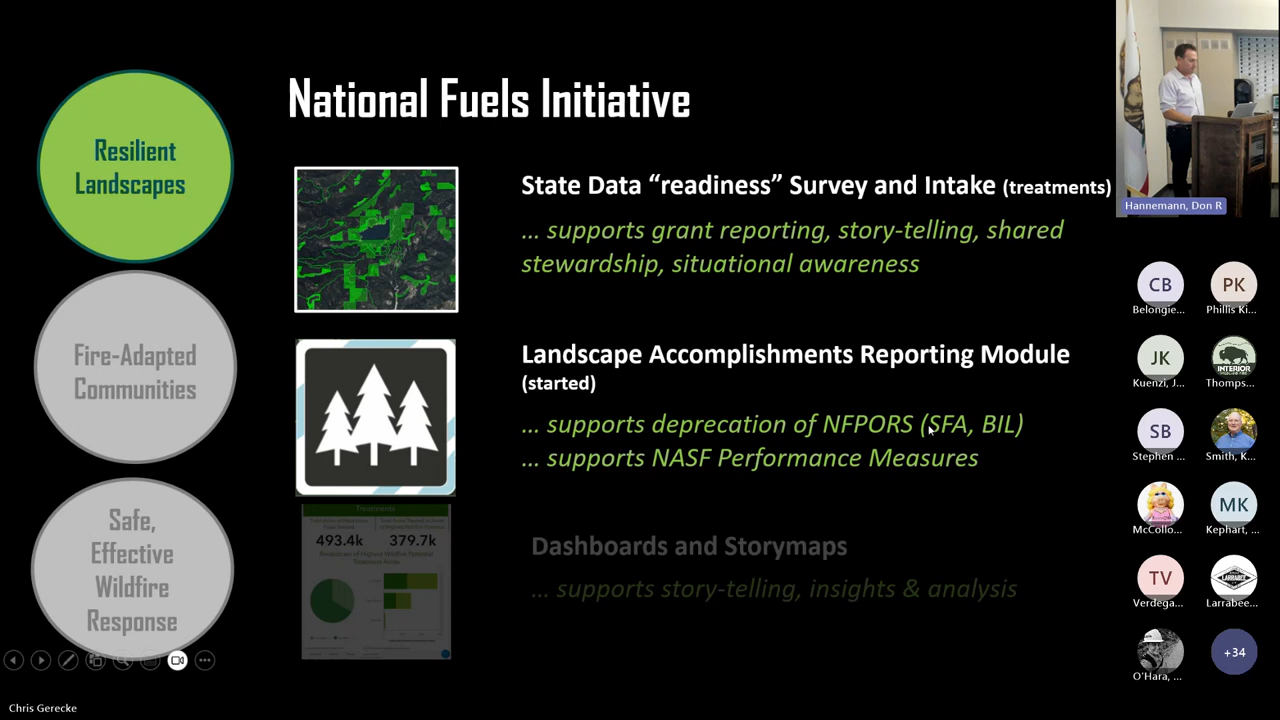 National Fuels Initiative
Resilient
Landscapes
Fire-Adapted
Communities
Safe,
Effective
Wildfire
Response
State Data “readiness” Survey and Intake (treatments)
... supports grant reporting, story-telling, shared
stewardship, situational awareness
Landscape Accomplishments Reporting Module
(started)
... supports deprecation of NFPORS (SFA, BIL)
... supports NASF Performance Measures
Treatments
493.4k
379.7k
Dashboards and Storymaps
... supports story-telling, insights & analysis
Hannemann, Don R
CB
Belongie...
PK
Phillis Ki...
JK
Kuenzi, J...
INTERIOR
Thomps...
SB
Stephen ...
Smith, K...
McCollo...
MK
Kephart, ...
TV
Verdega...
LARRABEE
Larrabee...
O'Hara, ...
+34
Chris Gerecke